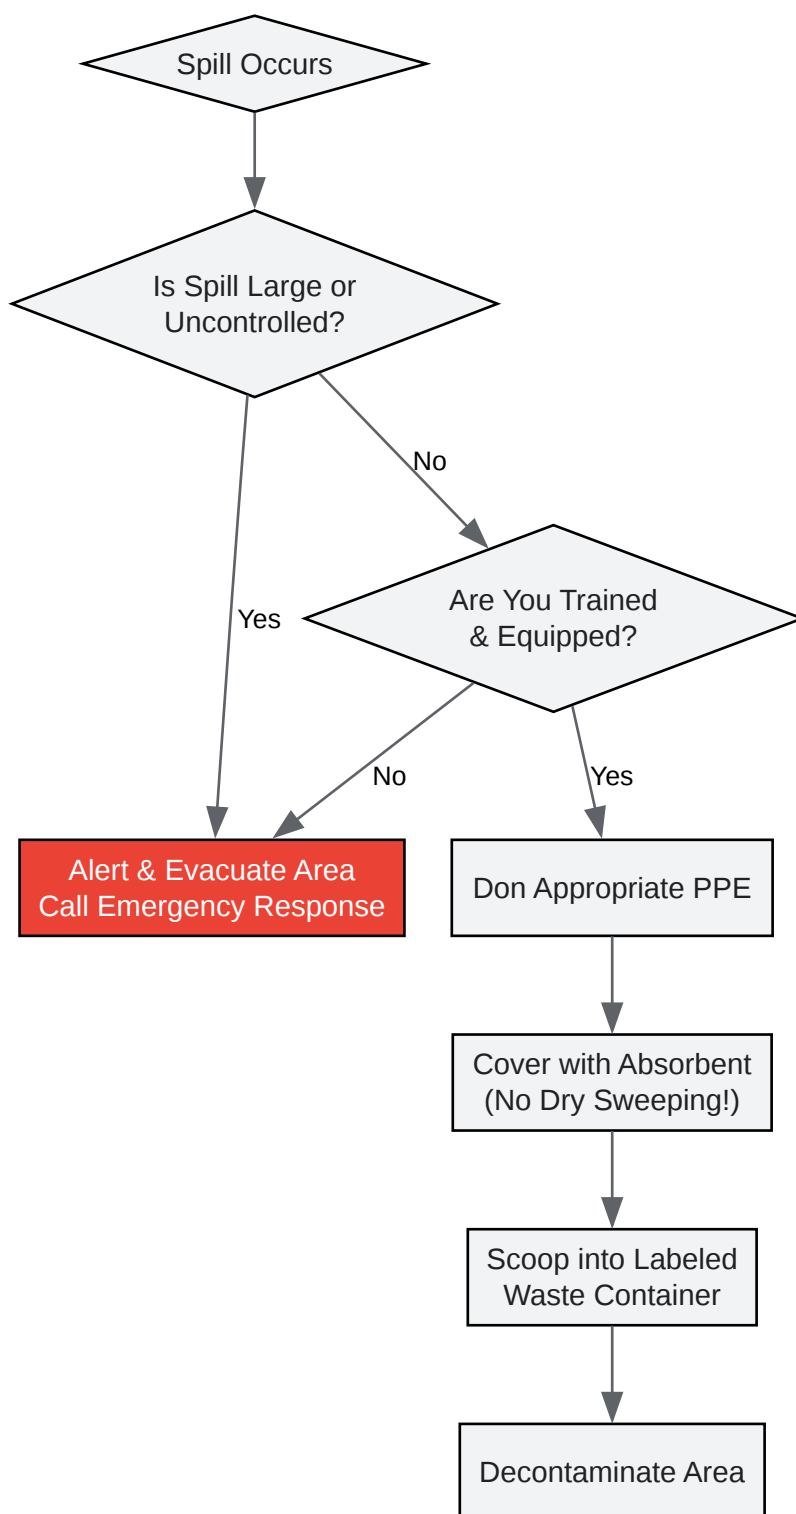 Spill Occurs
Is Spill Large or
Uncontrolled?
No
Are You Trained
& Equipped?
Yes
No
Yes
Alert & Evacuate Area
Call Emergency Response
Don Appropriate PPE
Cover with Absorbent
(No Dry Sweeping!)
Scoop into Labeled
Waste Container
Decontaminate Area